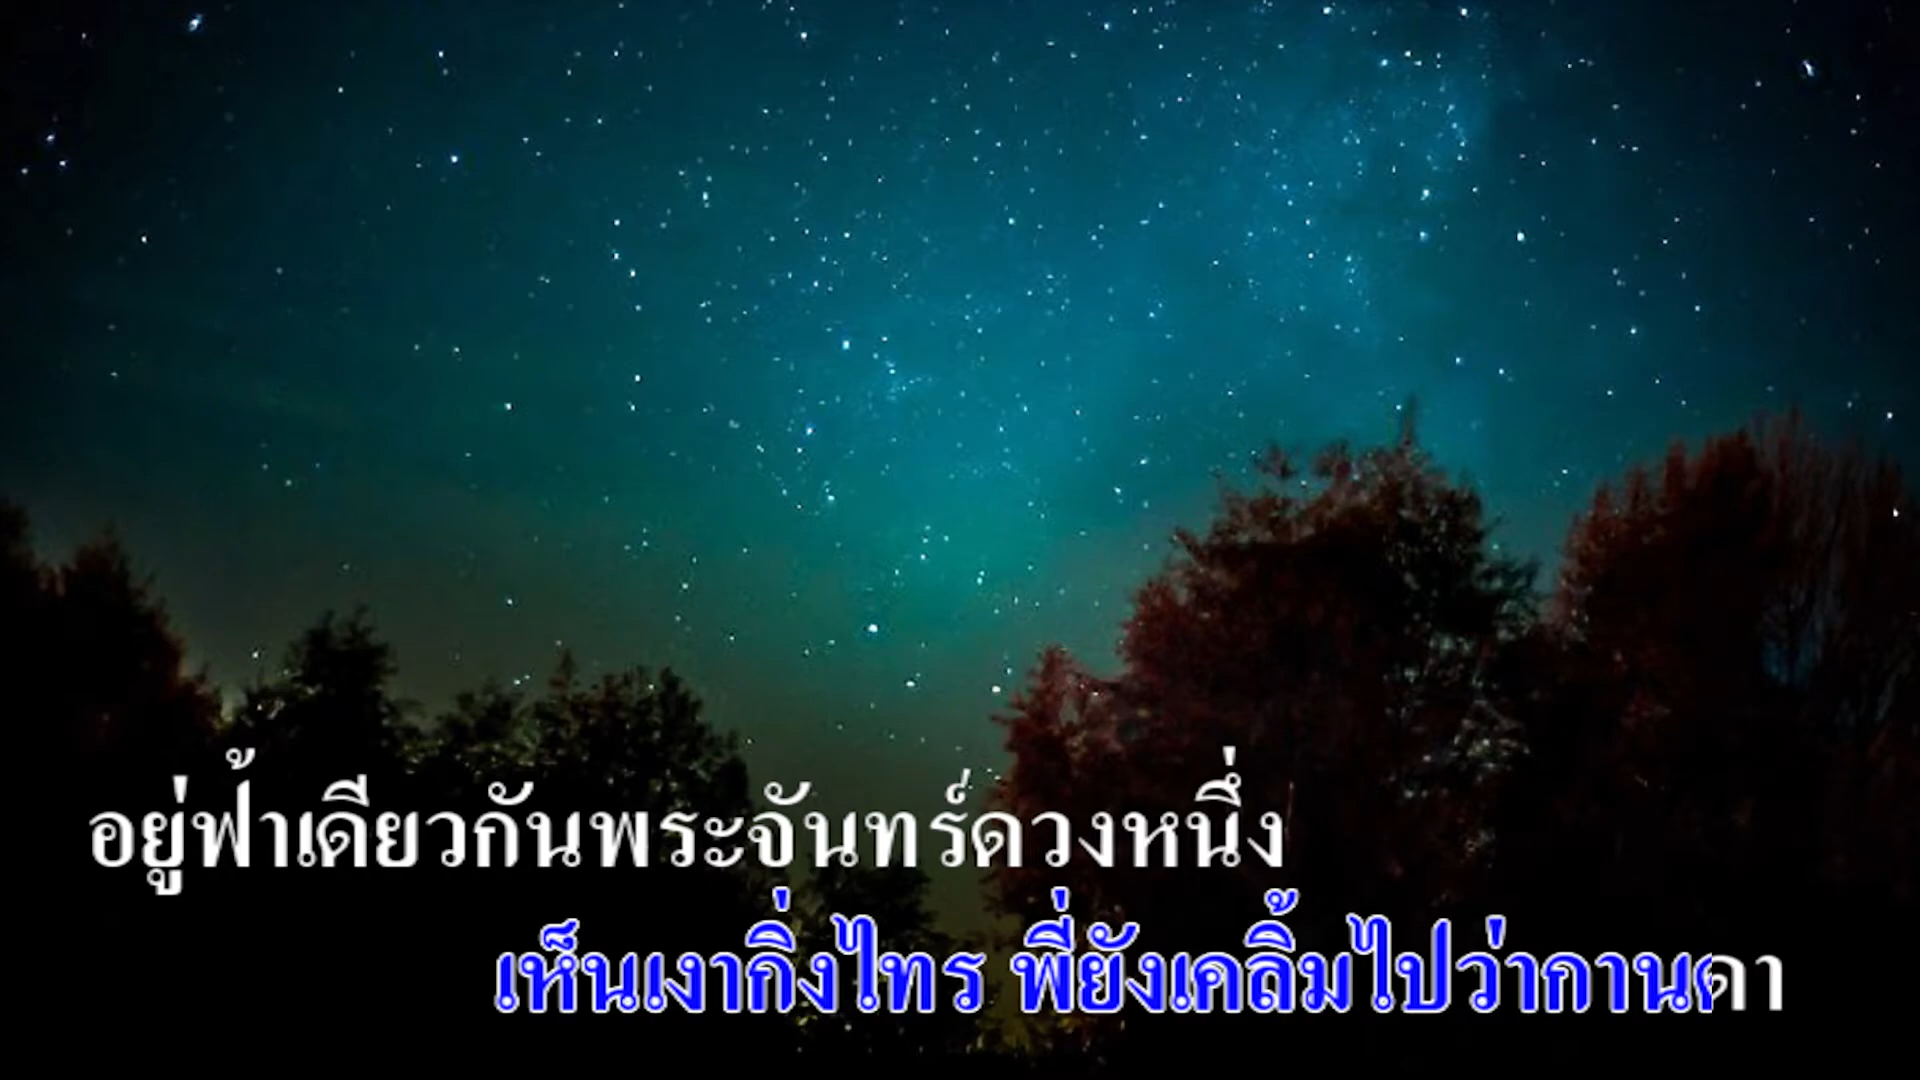 อยู่ฟ้าเดียวกันพระจันทร์ดวงหนึ่ง
เห็นเงากิ่งไทร พี่ยังเคลิ้มไปว่ากานดา